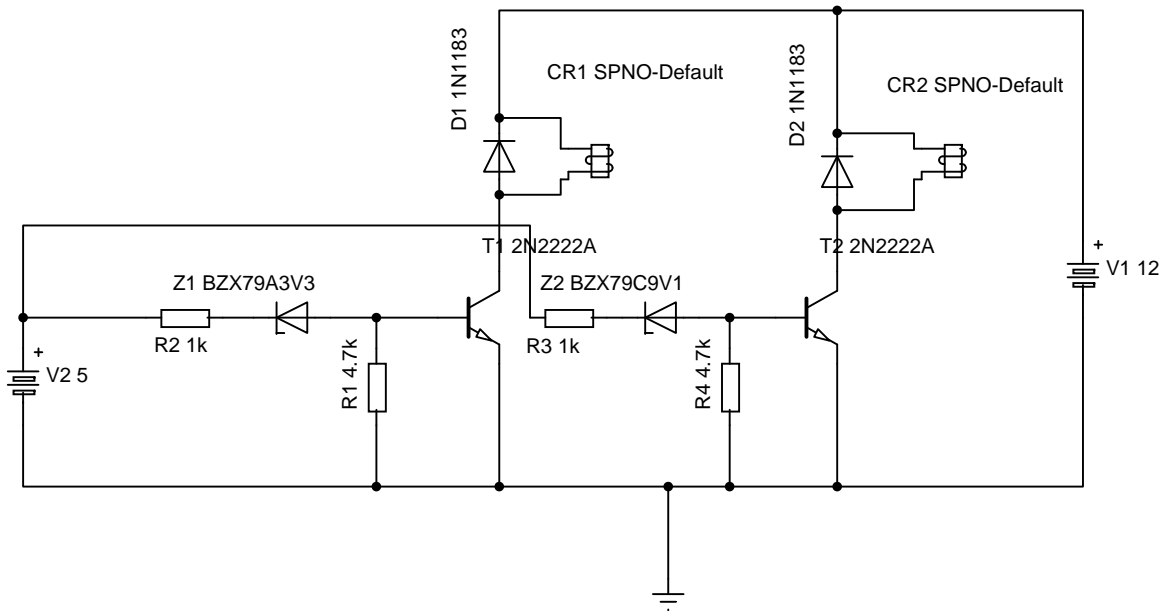 D1 1N1183
CR1 SPNO-Default
D2 1N1183
CR2 SPNO-Default
T1 2N2222A
T2 2N2222A
+
V1 12
Z1 BZX79A3V3
Z2 BZX79C9V1
R2 1k
R3 1k
+
V2 5
R1 4.7k
R4 4.7k